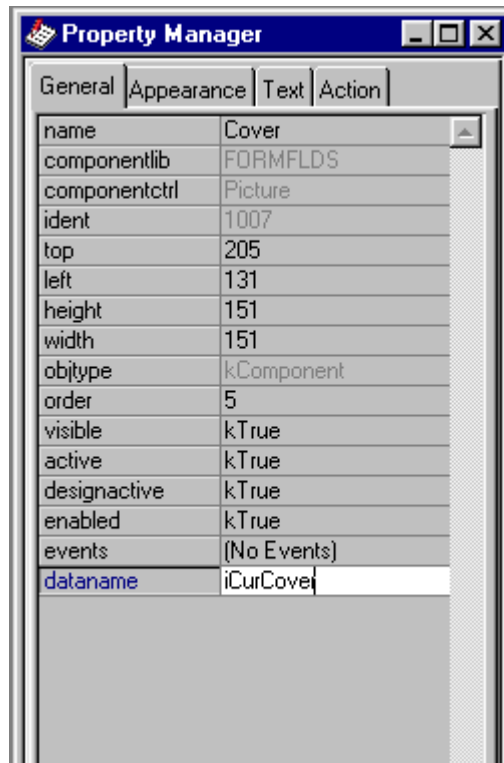 Property Manager
General Appearance Text Action
name Cover
componentlib FORMFLDS
componentctrl Picture
ident 1007
top 205
left 131
height 151
width 151
objtype kComponent
order 5
visible kTrue
active kTrue
designactive kTrue
enabled kTrue
events (No Events)
dataname iCurCover